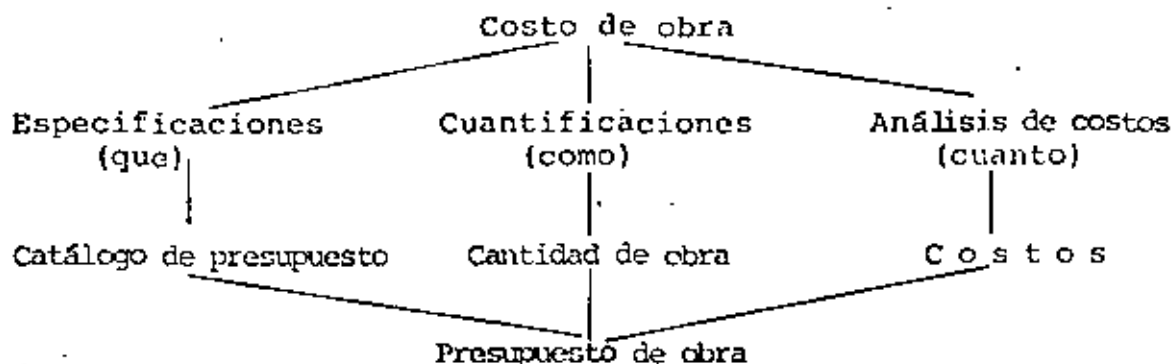 Costo de obra
Especificaciones Cuantificaciones Análisis de costos
(que) (como) (cuanto)
Catálogo de presupuesto Cantidad de obra C o s t o s
Presupuesto de obra